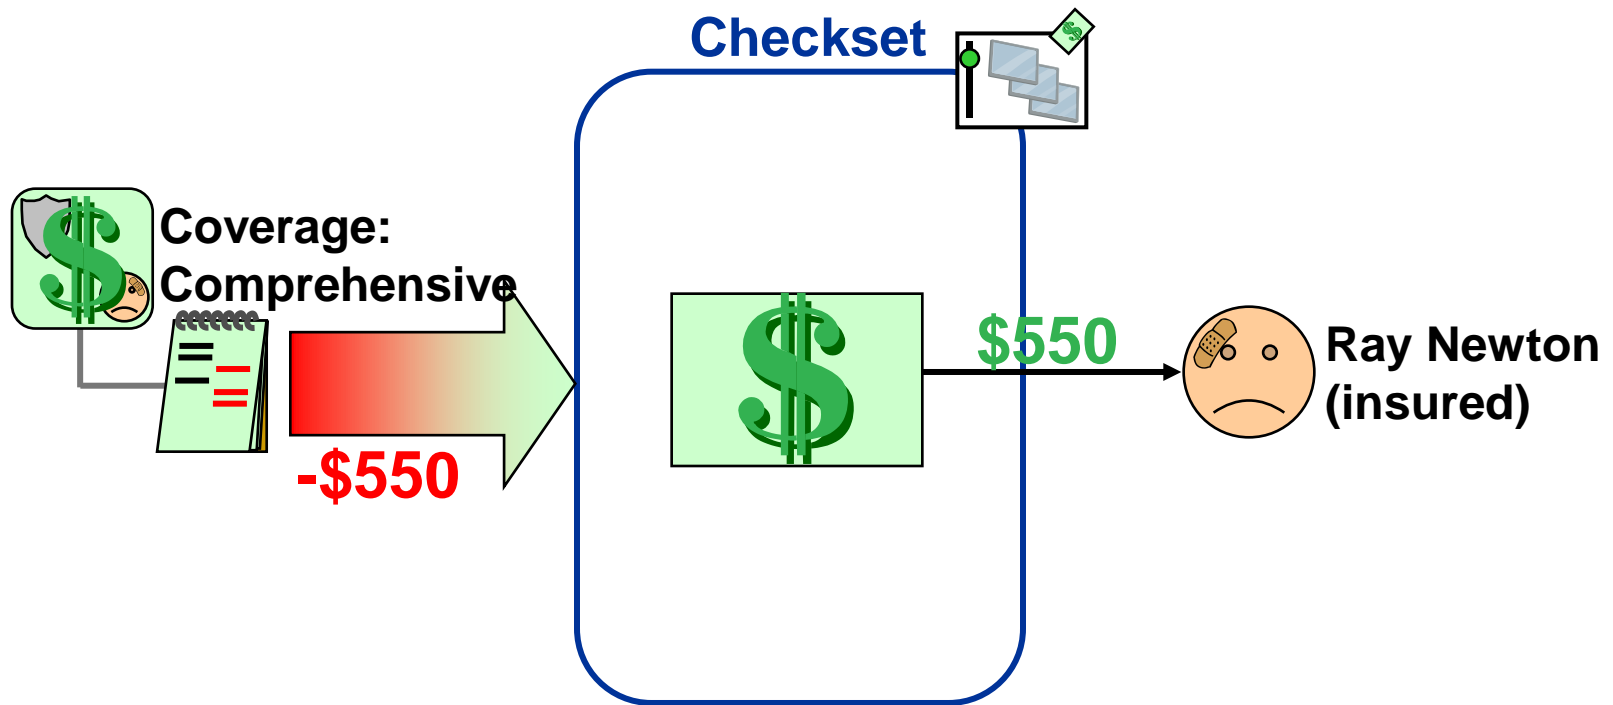 Checkset
Coverage:
Comprehensive
-$550
$550
Ray Newton
(insured)